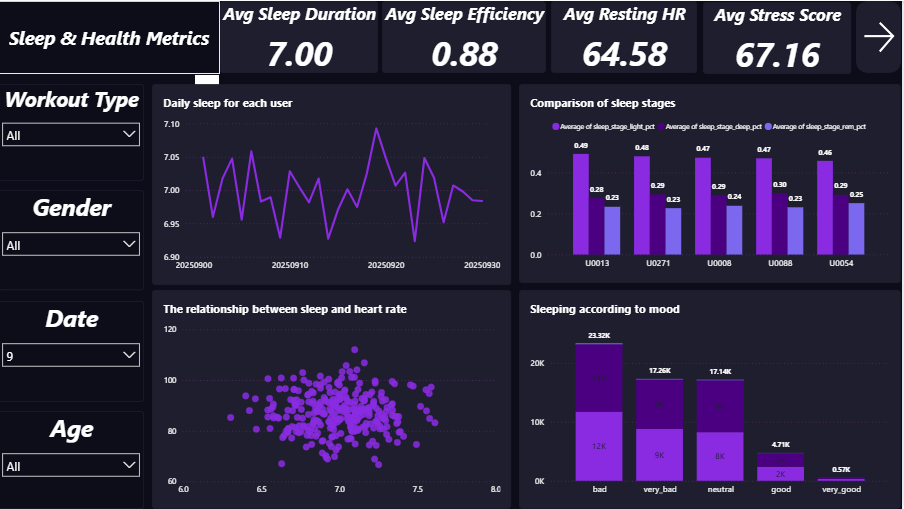 Sleep & Health Metrics
Avg Sleep Duration
7.00
Avg Sleep Efficiency
0.88
Avg Resting HR
64.58
Avg Stress Score
67.16
Workout Type
All
Gender
All
Date
9
Age
All
Daily sleep for each user
7.10
7.05
7.00
6.95
6.90
20250900 20250910 20250920 20250930
Comparison of sleep stages
Average of sleep_stage_light_pct Average of sleep_stage_deep_pct Average of sleep_stage_rem_pct
0.4
0.2
0.0
0.49 0.28 0.23
0.48 0.29 0.23
0.47 0.29 0.24
0.47 0.30 0.23
0.46 0.29 0.25
U0013 U0271 U0008 U0088 U0054
The relationship between sleep and heart rate
120
100
80
60
6.0 6.5 7.0 7.5 8.0
Sleeping according to mood
20K
10K
0K
23.32K 17.26K 17.14K 4.71K 0.57K
12K 9K 8K 2K
bad very_bad neutral good very_good